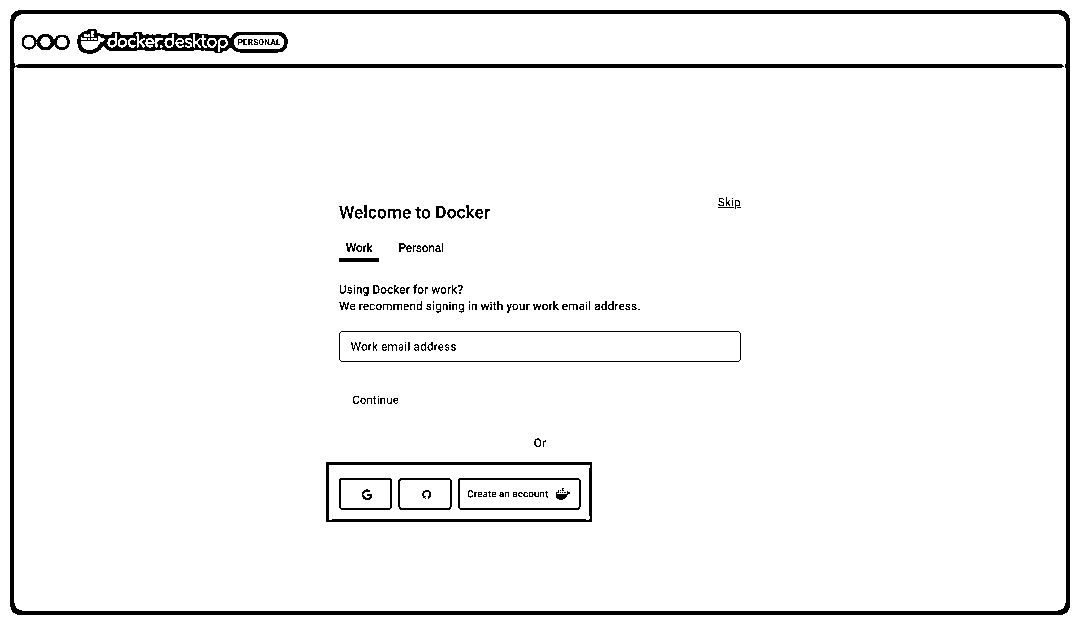 docker.desktop PERSONAL
Skip
Welcome to Docker
Work Personal
Using Docker for work?
We recommend signing in with your work email address.
Work email address
Continue
Or
G Create an account